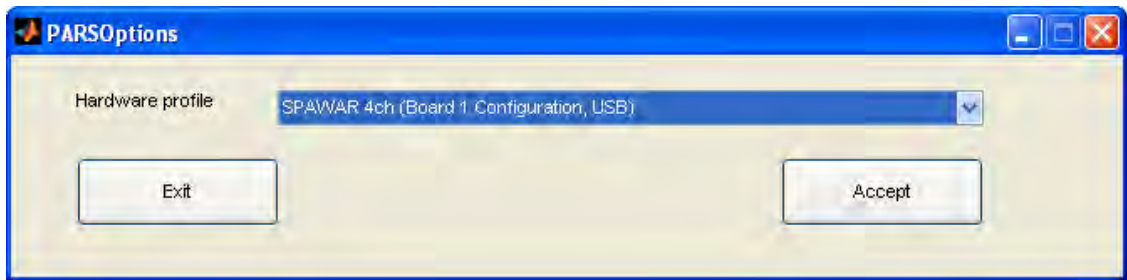 PARSOptions
Hardware profile
SPAWAR 4ch (Board 1 Configuration, USB)
Exit
Accept